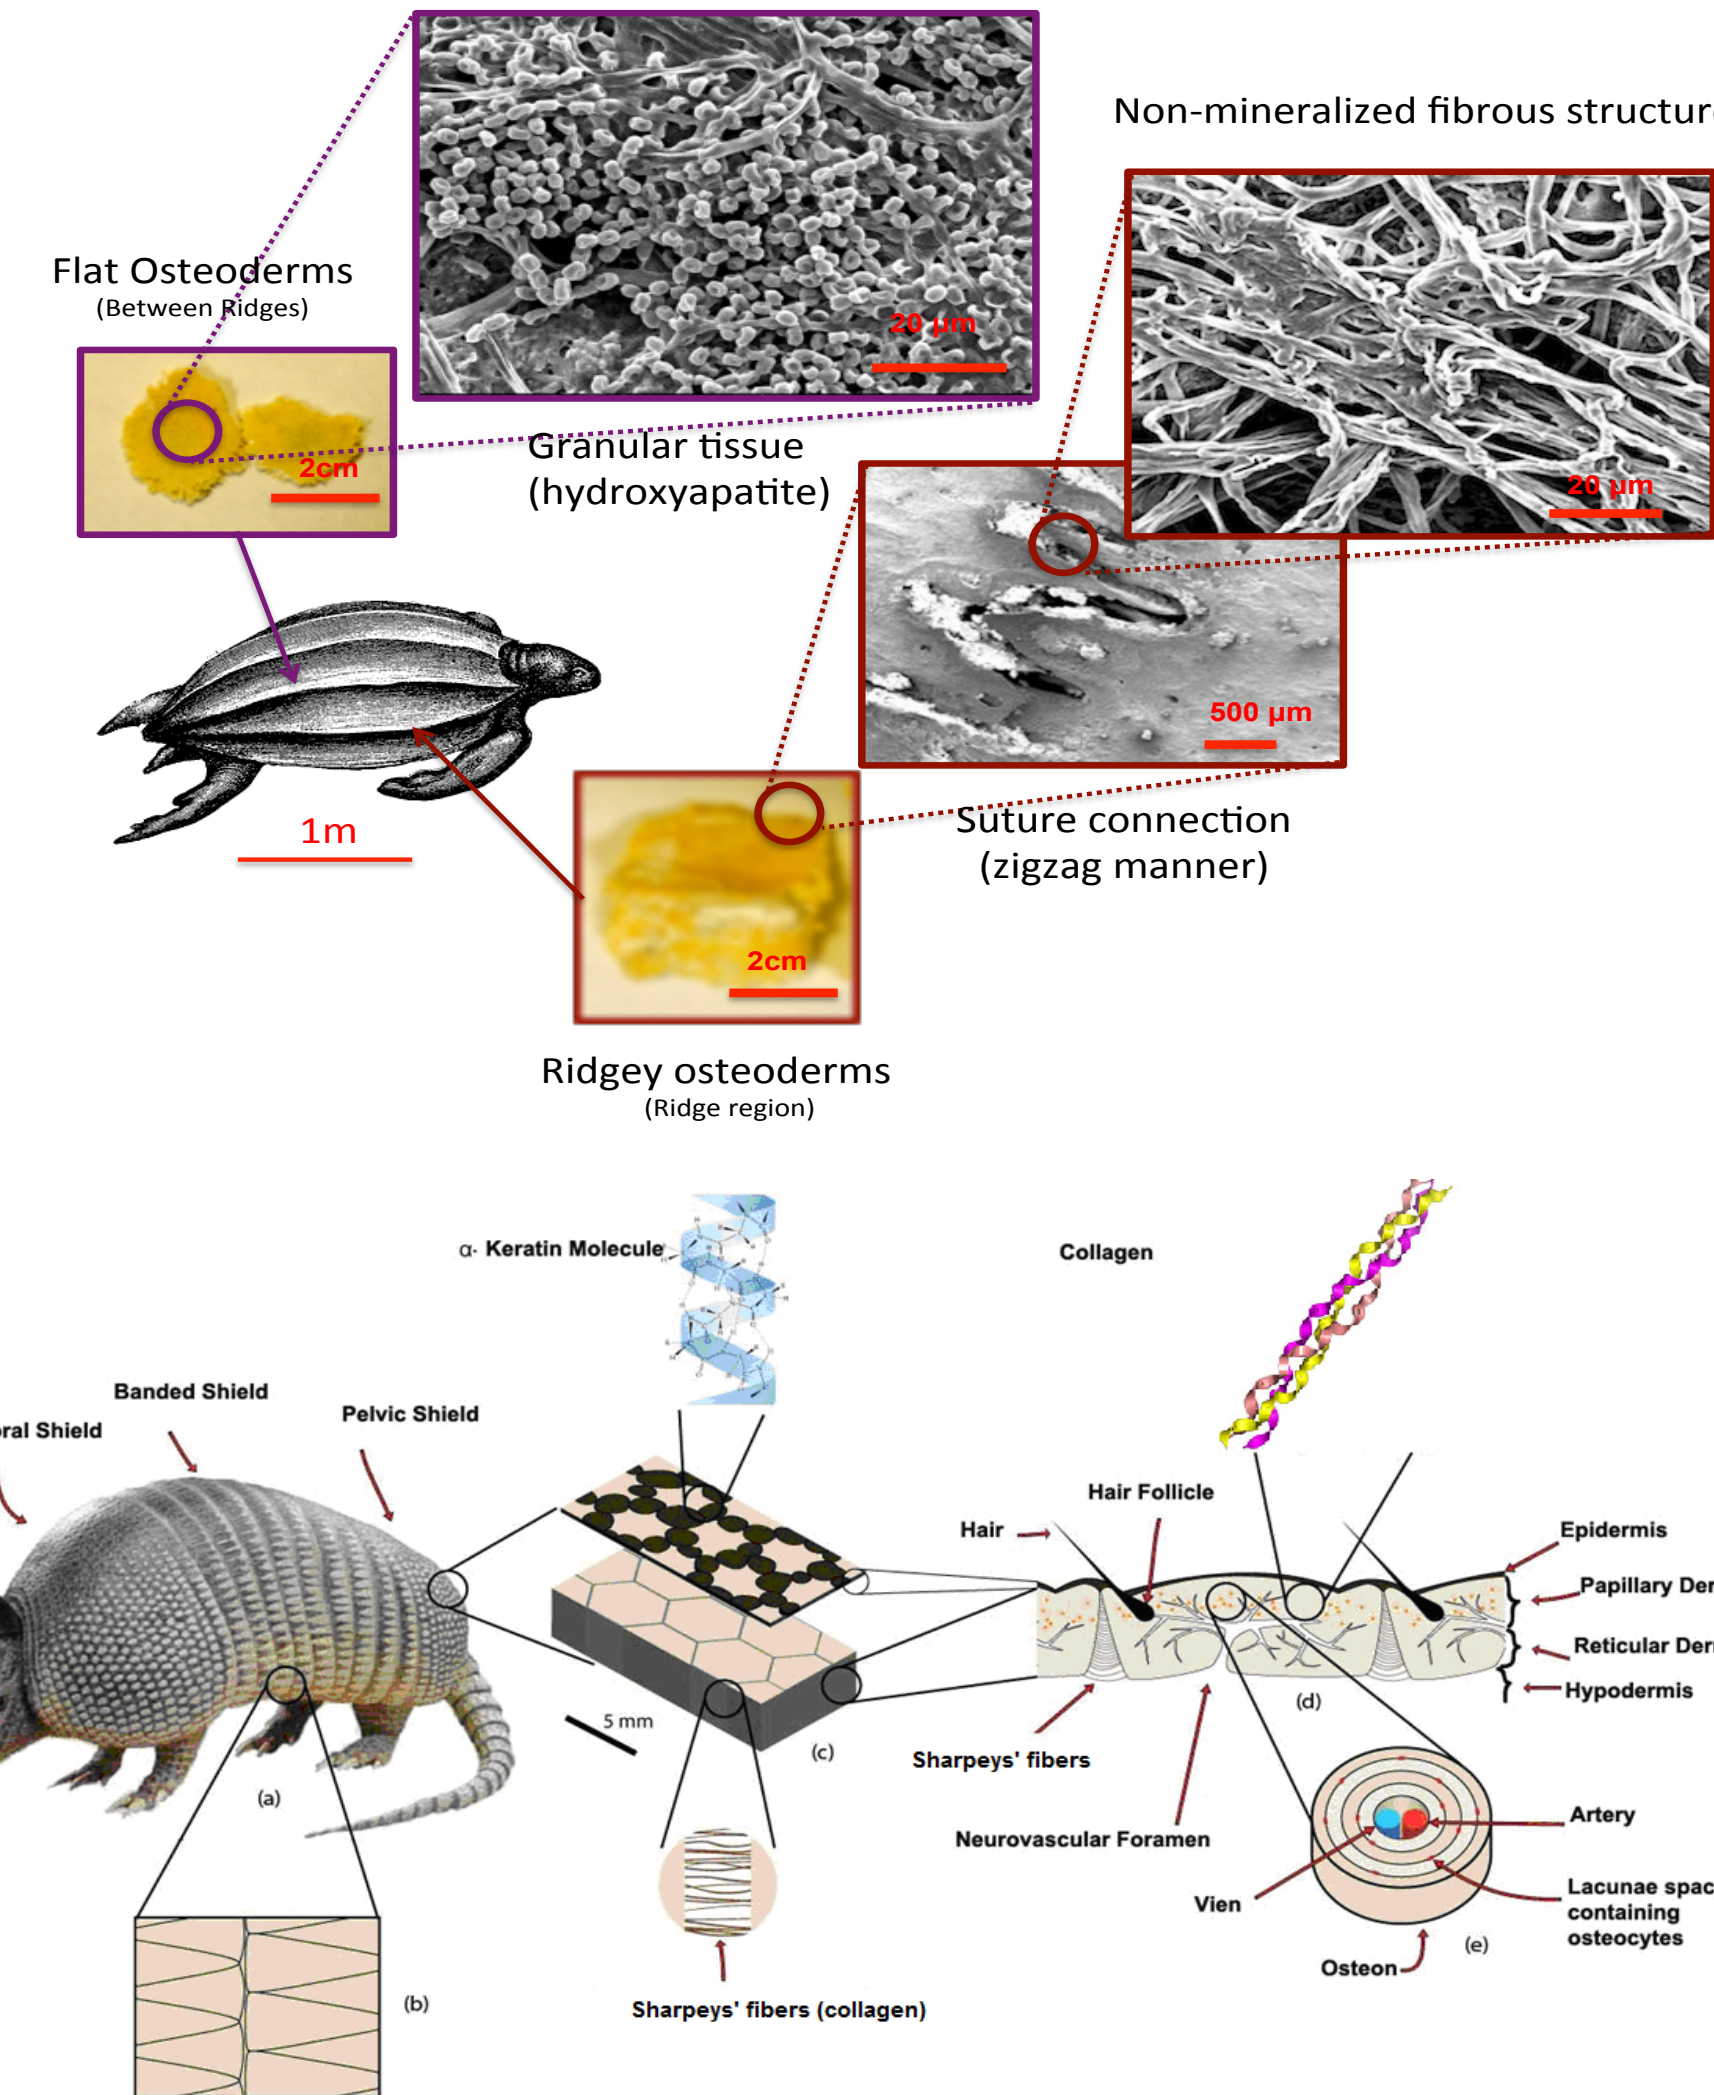 Non-mineralized fibrous structure
20 µm
Flat Osteoderms
(Between Ridges)
20 µm
2cm
Granular tissue
(hydroxyapatite)
500 µm
1m
Suture connection
(zigzag manner)
2cm
Ridgey osteoderms
(Ridge region)
α- Keratin Molecule
Collagen
Banded Shield
Pelvic Shield
oral Shield
Hair Follicle
Hair
Epidermis
Papillary Der
Reticular Der
Hypodermis
(d)
5 mm
(c)
Sharpeys' fibers
(a)
Neurovascular Foramen
Artery
Vien
Lacunae spac
containing
osteocytes
(e)
Osteon
(b)
Sharpeys' fibers (collagen)